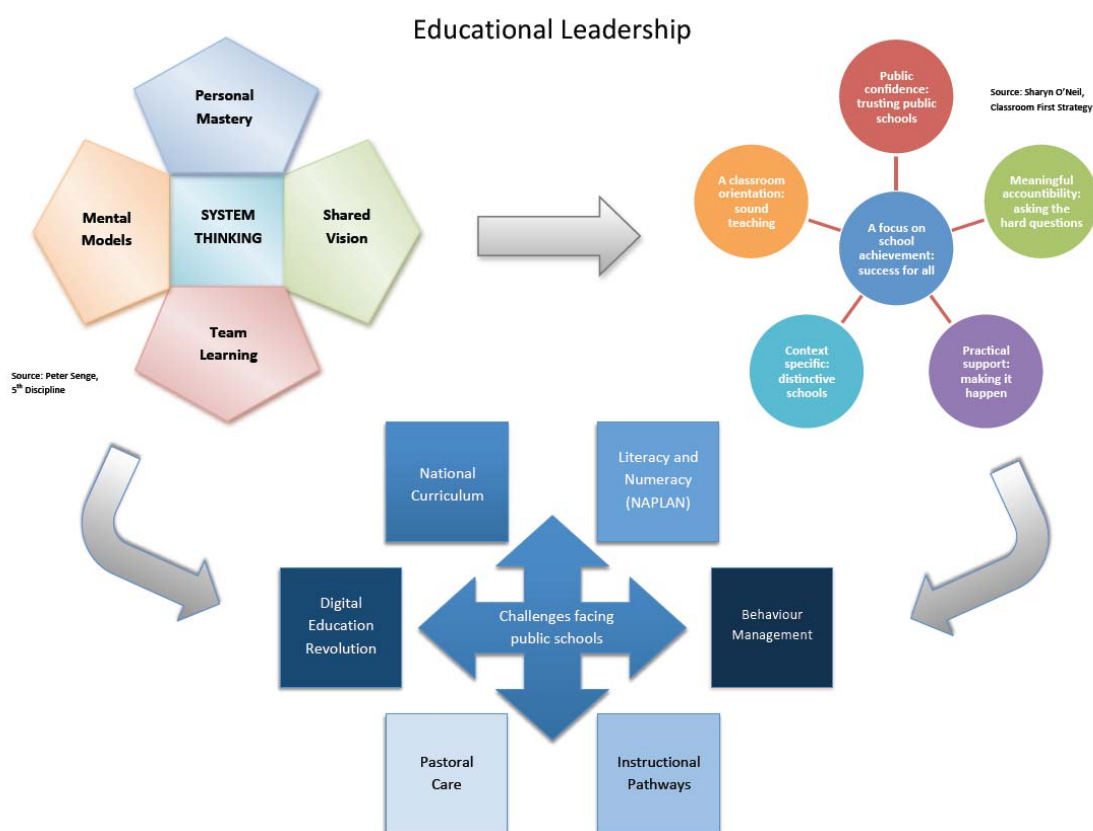 Educational Leadership
Personal
Mastery
Mental
Models
SYSTEM
THINKING
Shared
Vision
Team
Learning
Source: Peter Senge,
5th Discipline
Public
confidence:
trusting public
schools
Source: Sharyn O'Neil,
Classroom First Strategy
A classroom
orientation:
sound
teaching
Meaningful
accountibility:
asking the
hard questions
A focus on
school
achievement:
success for all
Context
specific:
distinctive
schools
Practical
support:
making it
happen
National
Curriculum
Literacy and
Numeracy
(NAPLAN)
Digital
Education
Revolution
Challenges facing
public schools
Behaviour
Management
Pastoral
Care
Instructional
Pathways